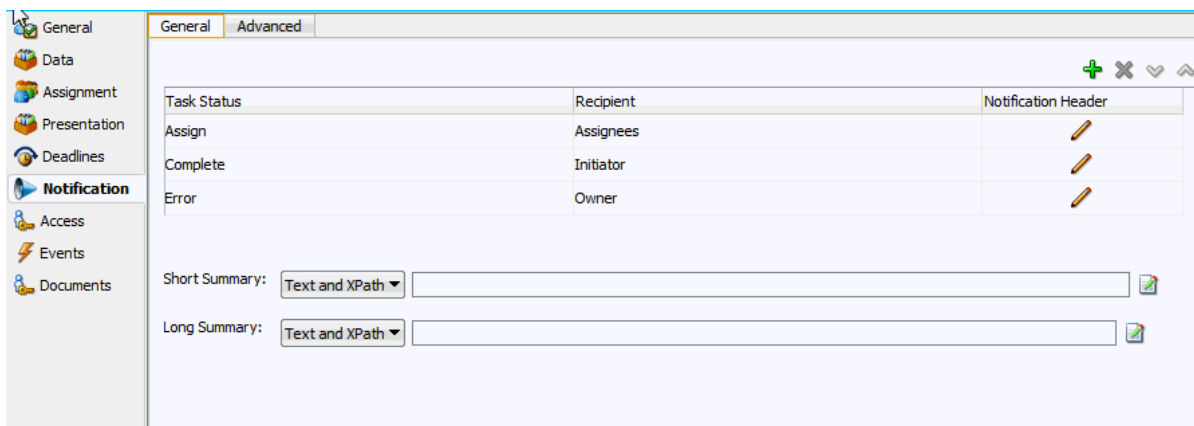 General
Data
Assignment
Presentation
Deadlines
Notification
Access
Events
Documents
General Advanced
Task Status Recipient Notification Header
Assign Assignees
Complete Initiator
Error Owner
Short Summary: Text and XPath
Long Summary: Text and XPath